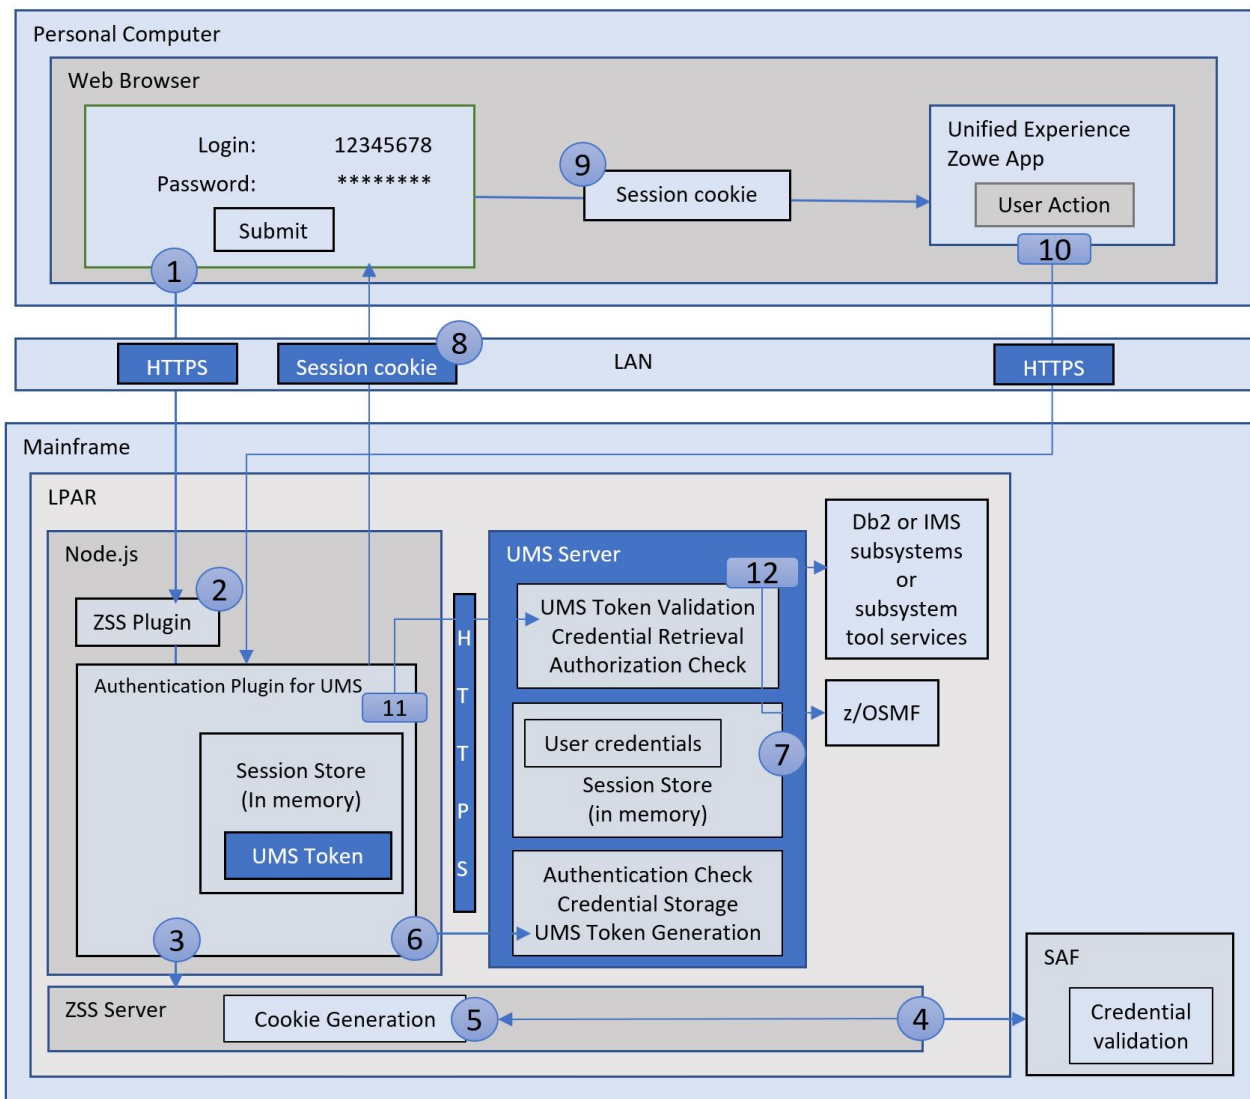 Personal Computer
Web Browser
Login: 12345678
Password: ********
Submit
1
9
Session cookie
Unified Experience
Zowe App
User Action
10
HTTPS
Session cookie
8
LAN
HTTPS
Mainframe
LPAR
Node.js
2
ZSS Plugin
Authentication Plugin for UMS
11
Session Store
(In memory)
UMS Token
3
6
H
T
T
P
S
UMS Server
12
UMS Token Validation
Credential Retrieval
Authorization Check
User credentials
7
Session Store
(in memory)
Authentication Check
Credential Storage
UMS Token Generation
Db2 or IMS
subsystems
or
subsystem
tool services
z/OSMF
ZSS Server
Cookie Generation
5
4
SAF
Credential
validation